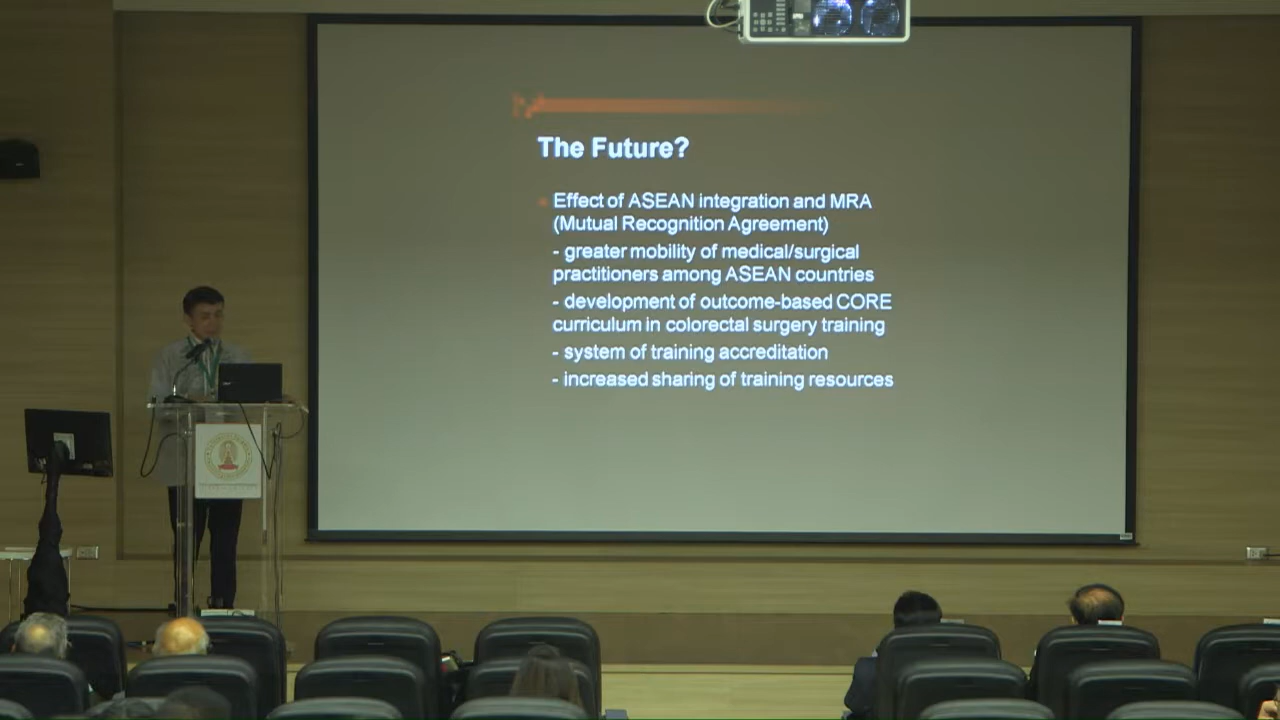 The Future?
Effect of ASEAN integration and MRA
(Mutual Recognition Agreement)
- greater mobility of medical/surgical
practitioners among ASEAN countries
- development of outcome-based CORE
curriculum in colorectal surgery training
- system of training accreditation
- increased sharing of training resources